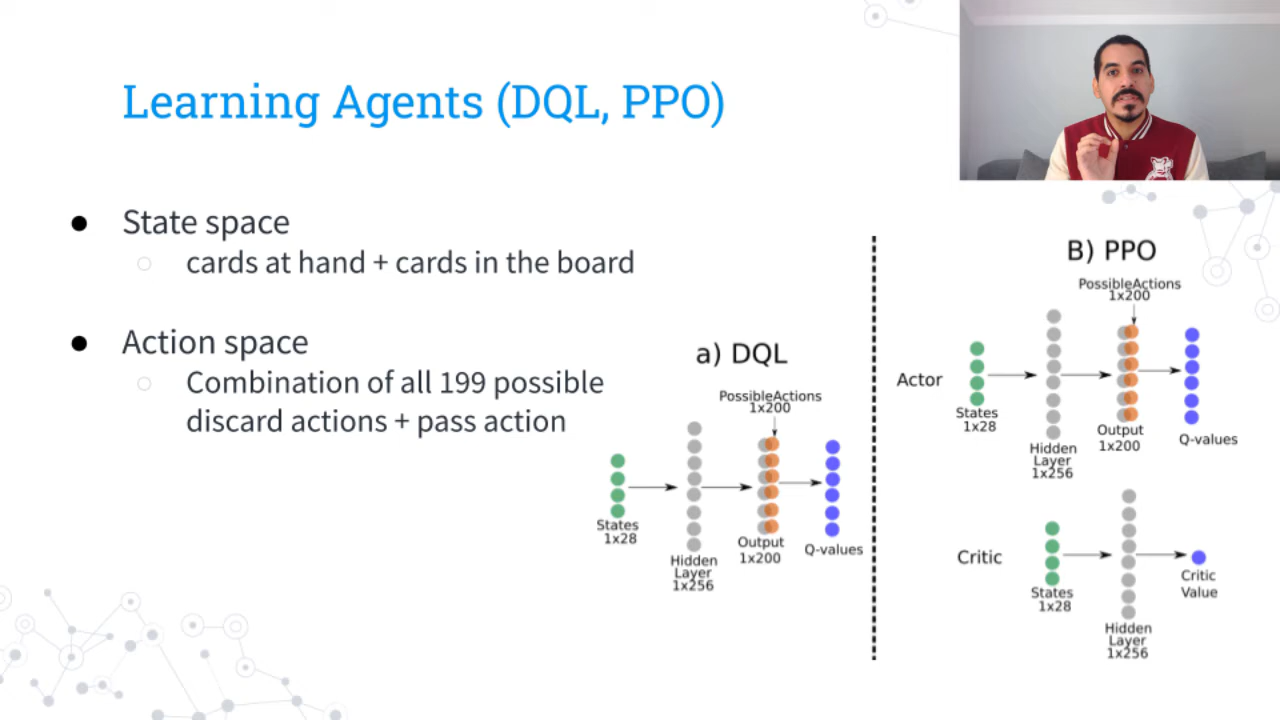 Learning Agents (DQL, PPO)
State space
cards at hand + cards in the board
Action space
Combination of all 199 possible
discard actions + pass action
a) DQL
PossibleActions
1x200
States
1x28
Hidden
Layer
1x256
Output
1x200
Q-values
B) PPO
PossibleActions
1x200
Actor
States
1x28
Hidden
Layer
1x256
Output
1x200
Q-values
Critic
States
1x28
Hidden
Layer
1x256
Critic
Value